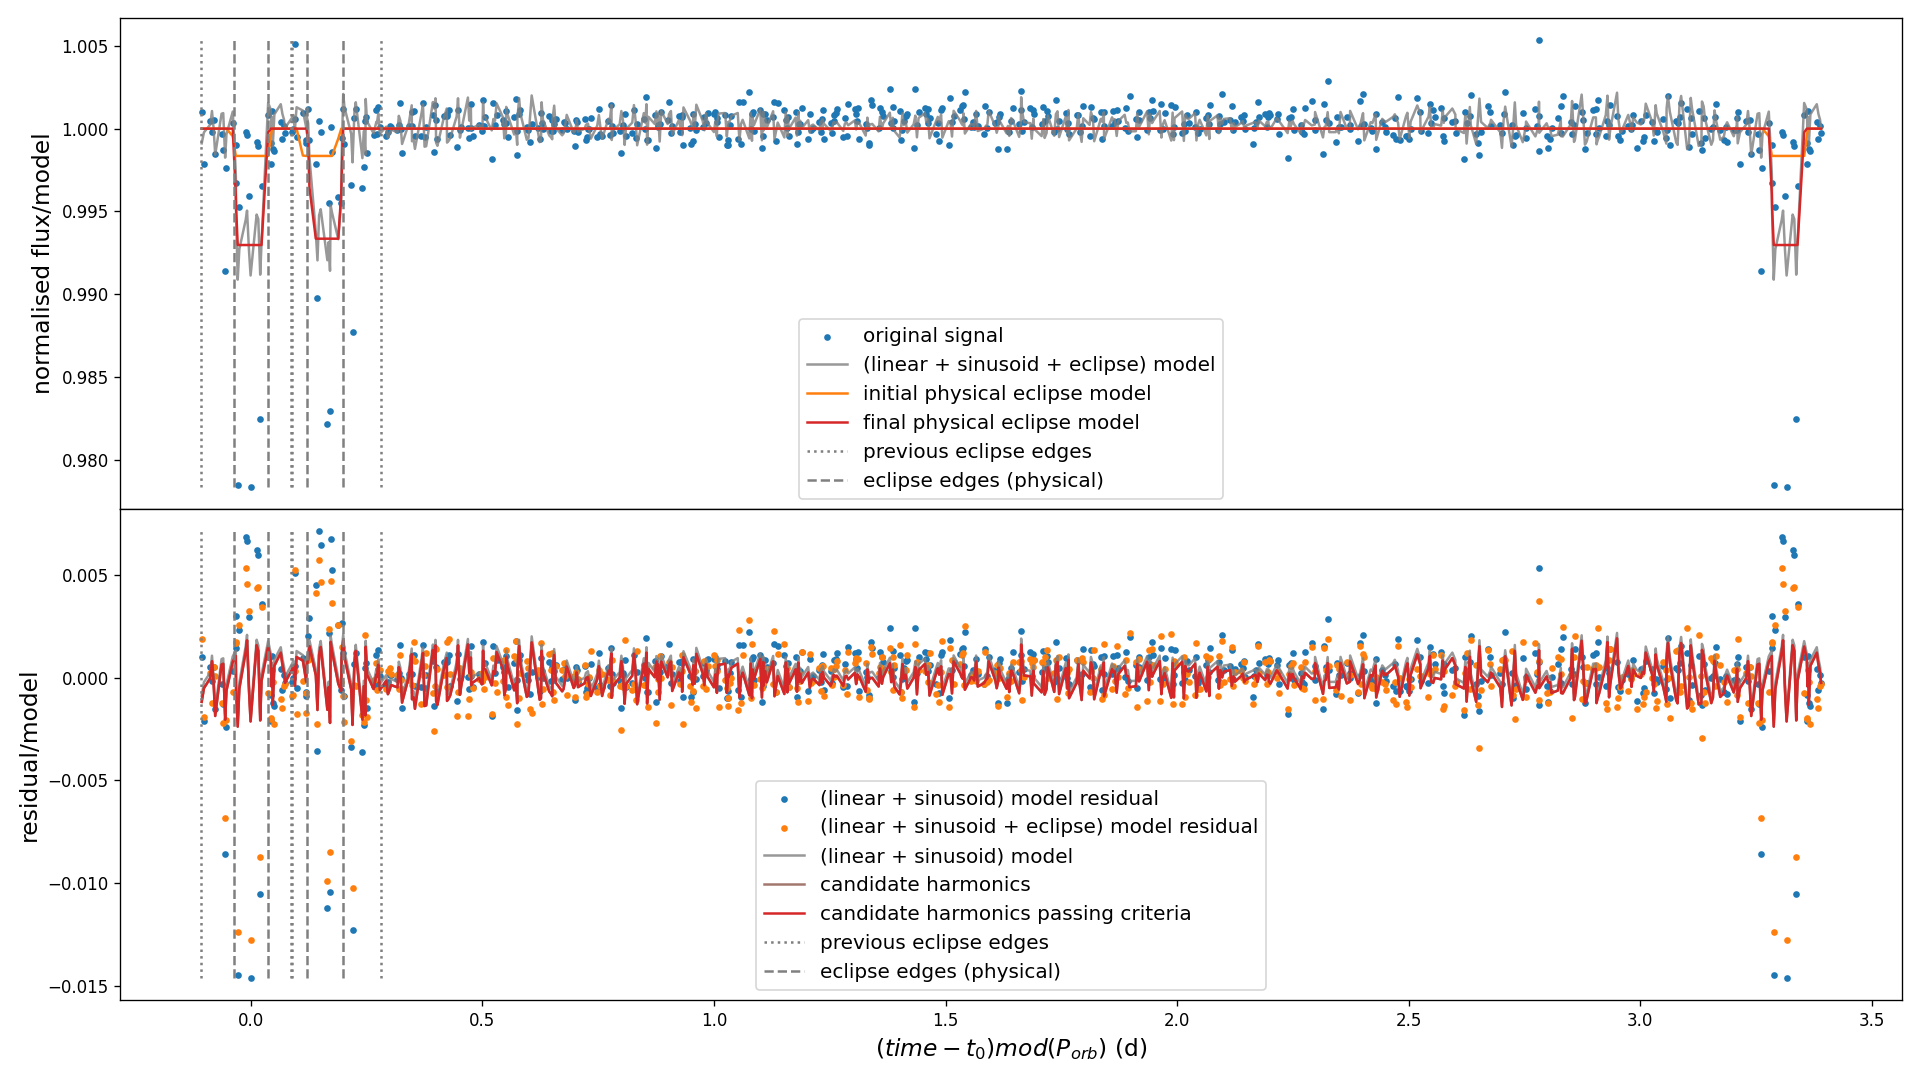 1.005
1.000
0.995
0.990
0.985
0.980
normalised flux/model
original signal
(linear + sinusoid + eclipse) model
initial physical eclipse model
final physical eclipse model
previous eclipse edges
eclipse edges (physical)
0.005
0.000
−0.005
−0.010
−0.015
residual/model
(linear + sinusoid) model residual
(linear + sinusoid + eclipse) model residual
(linear + sinusoid) model
candidate harmonics
candidate harmonics passing criteria
previous eclipse edges
eclipse edges (physical)
0.0 0.5 1.0 1.5 2.0 2.5 3.0 3.5
(time − t₀)mod(P_orb) (d)